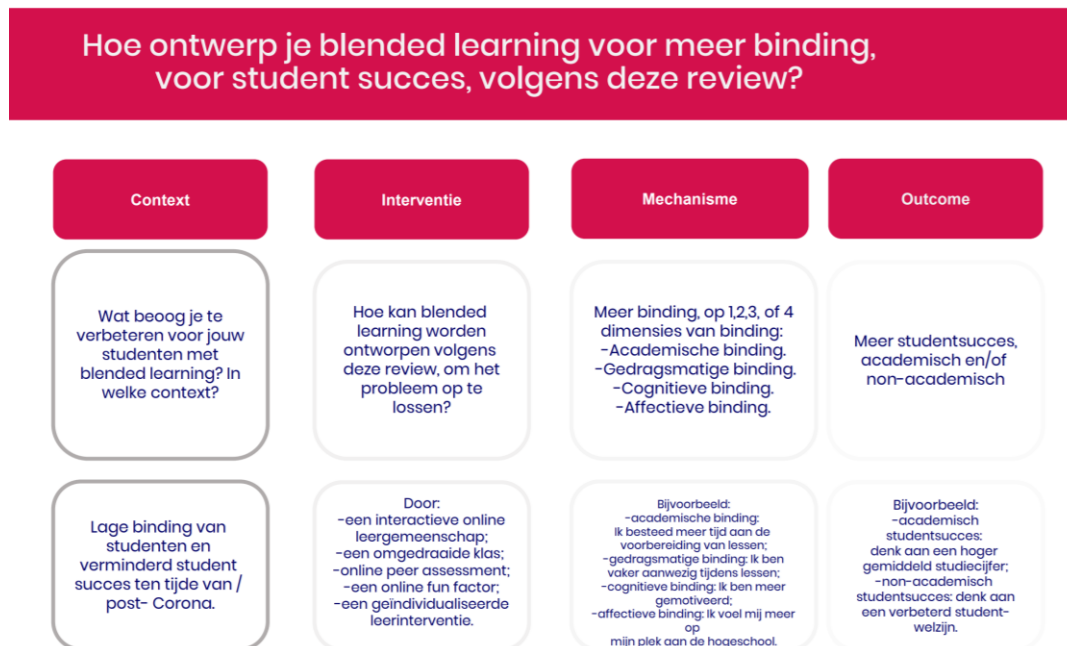 Hoe ontwerp je blended learning voor meer binding,
voor student succes, volgens deze review?
Context
Interventie
Mechanisme
Outcome
Wat beoog je te
verbeteren voor jouw
studenten met
blended learning? In
welke context?
Hoe kan blended
learning worden
ontworpen volgens
deze review, om het
probleem op te
lossen?
Meer binding, op 1,2,3, of 4
dimensies van binding:
-Academische binding.
-Gedragsmatige binding.
-Cognitieve binding.
-Affectieve binding.
Meer studentsucces,
academisch en/of
non-academisch
Lage binding van
studenten en
verminderd student
succes ten tijde van /
post- Corona.
Door:
-een interactieve online
leergemeenschap;
-een omgedraaide klas;
-online peer assessment;
-een online fun factor;
-een geïndividualiseerde
leerinterventie.
Bijvoorbeeld:
-academische binding:
Ik besteed meer tijd aan de
voorbereiding van lessen;
-gedragsmatige binding: Ik ben
vaker aanwezig tijdens lessen;
-cognitieve binding: Ik ben meer
gemotiveerd;
-affectieve binding: Ik voel mij meer
op
mijn plek aan de hogeschool.
Bijvoorbeeld:
-academisch
studentsucces:
denk aan een hoger
gemiddeld studiecijfer;
-non-academisch
studentsucces: denk aan
een verbeterd student-
welzijn.